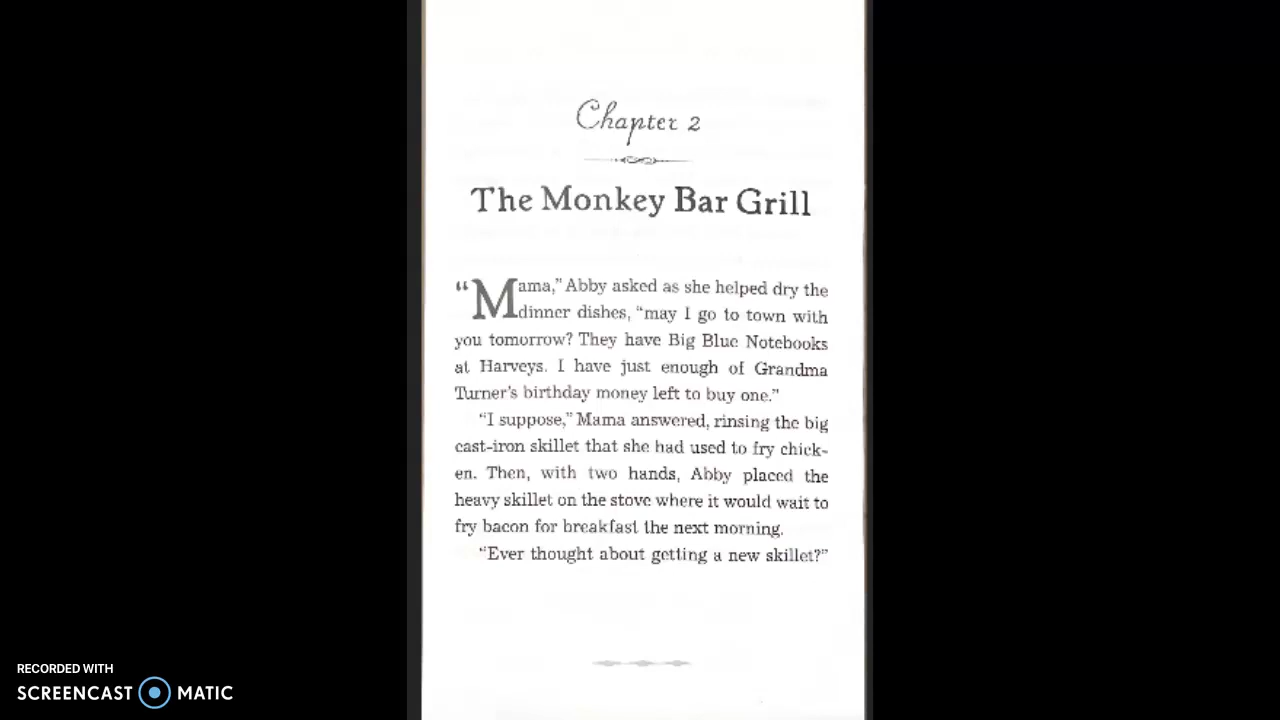 Chapter 2
The Monkey Bar Grill
“Mama,” Abby asked as she helped dry the
dinner dishes, “may I go to town with
you tomorrow? They have Big Blue Notebooks
at Harveys. I have just enough of Grandma
Turner’s birthday money left to buy one.”
“I suppose,” Mama answered, rinsing the big
cast-iron skillet that she had used to fry chick-
en. Then, with two hands, Abby placed the
heavy skillet on the stove where it would wait to
fry bacon for breakfast the next morning.
“Ever thought about getting a new skillet?”
RECORDED WITH
SCREENCAST MATIC